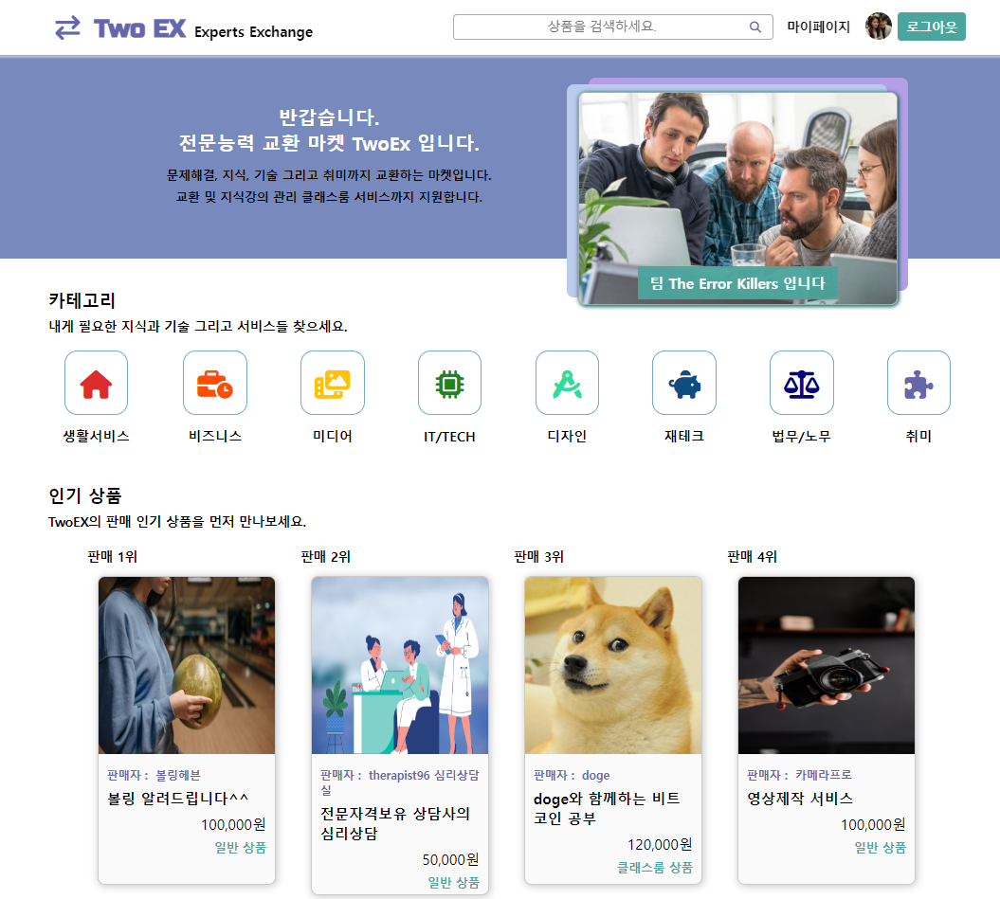 Two EX Experts Exchange
상품을 검색하세요.
마이페이지
로그아웃
반갑습니다.
전문능력 교환 마켓 TwoEx 입니다.
문제해결, 지식, 기술 그리고 취미까지 교환하는 마켓입니다.
교환 및 지식강의 관리 클래스룸 서비스까지 지원합니다.
팀 The Error Killers 입니다
카테고리
내게 필요한 지식과 기술 그리고 서비스들 찾으세요.
생활서비스
비즈니스
미디어
IT/TECH
디자인
재테크
법무/노무
취미
인기 상품
TwoEX의 판매 인기 상품을 먼저 만나보세요.
판매 1위
판매자 : 볼링헤븐
볼링 알려드립니다^^
100,000원
일반 상품
판매 2위
판매자 : therapist96 심리상담
실
전문자격보유 상담사의
심리상담
50,000원
일반 상품
판매 3위
판매자 : doge
doge와 함께하는 비트
코인 공부
120,000원
클래스룸 상품
판매 4위
판매자 : 카메라프로
영상제작 서비스
100,000원
일반 상품